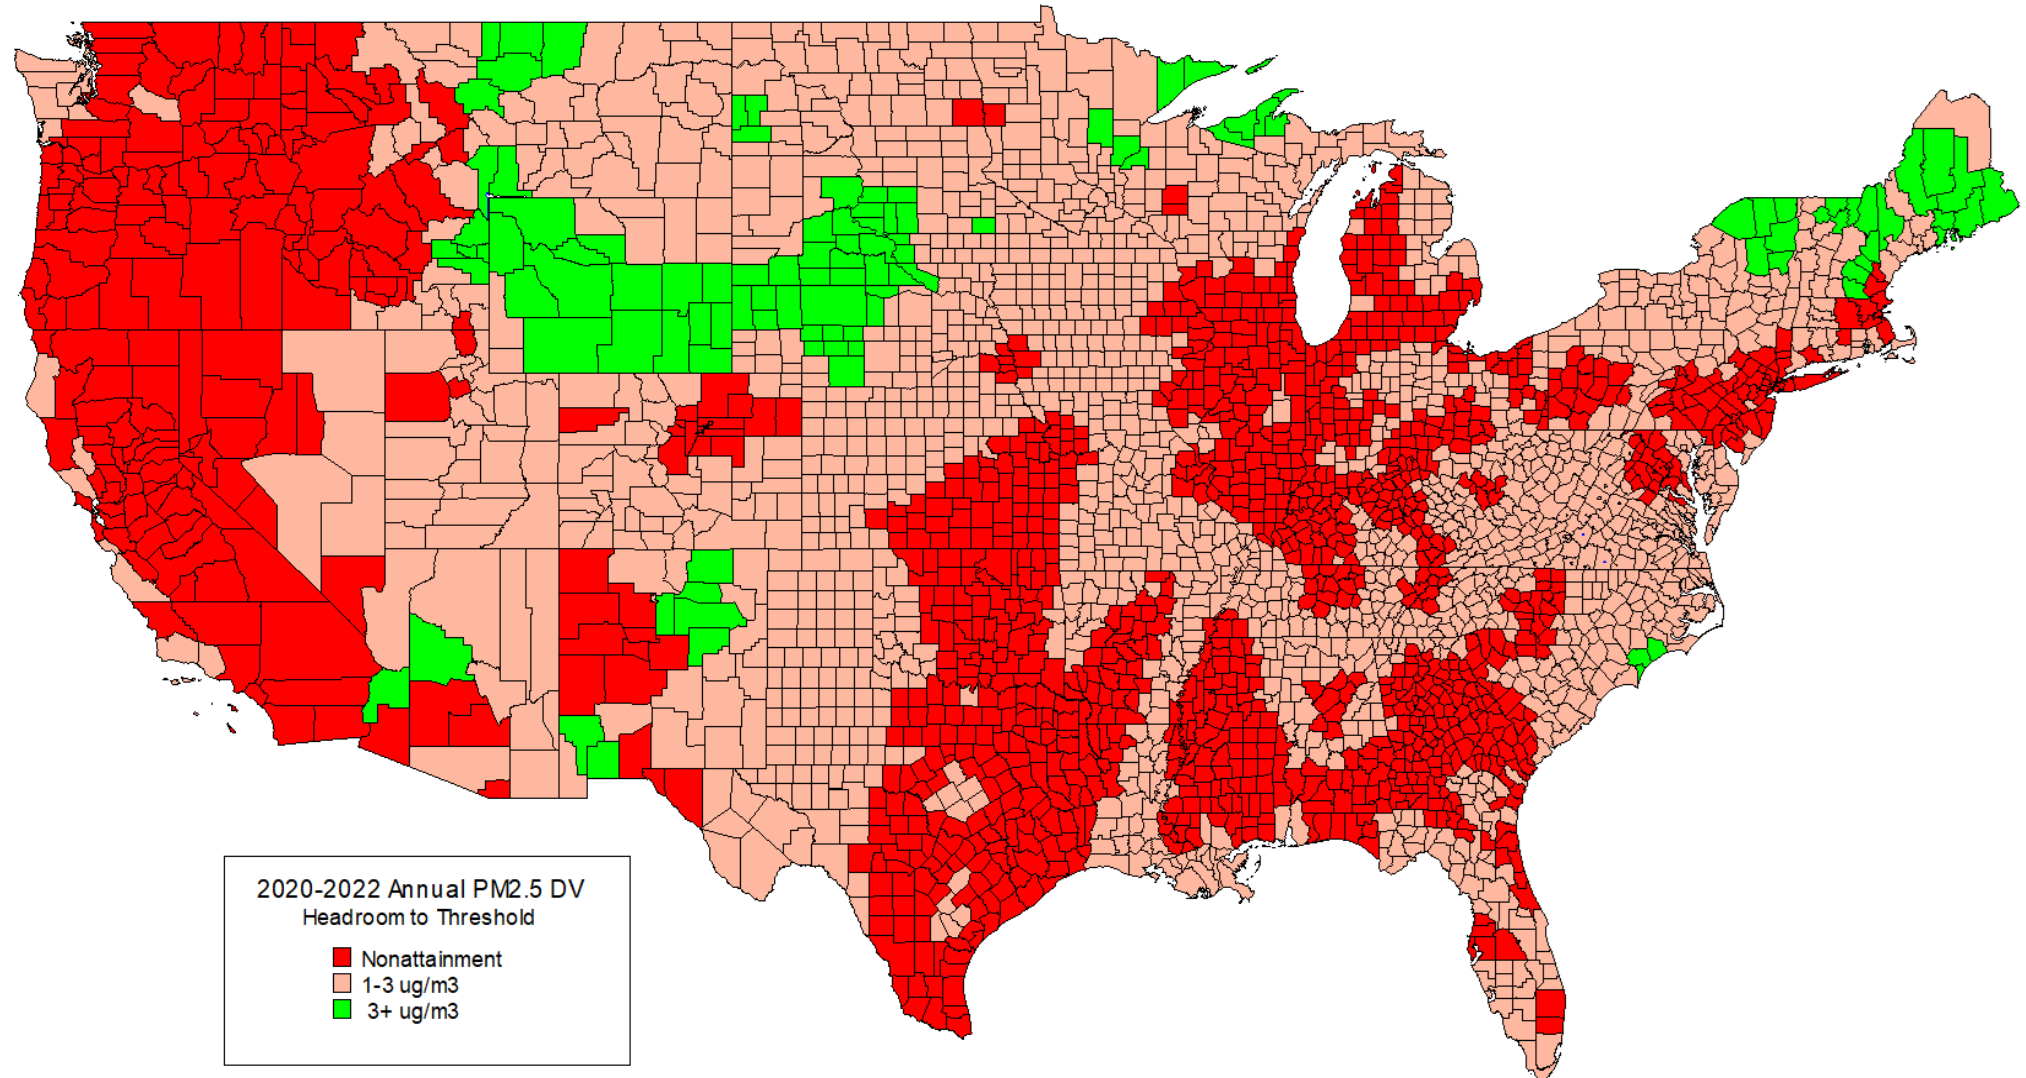 2020-2022 Annual PM2.5 DV
Headroom to Threshold
Nonattainment
1-3 ug/m3
3+ ug/m3